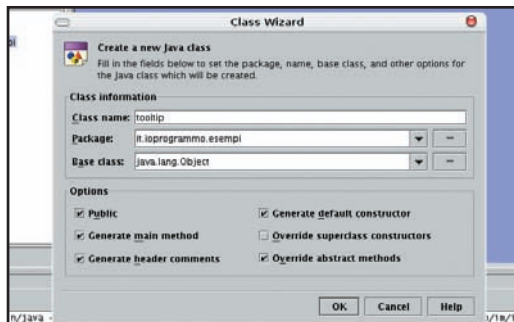 Class Wizard
Create a new Java class
Fill in the fields below to set the package, name, base class, and other options for
the Java class which will be created.
Class information
Class name: tooltip
Package: it.ioprogrammo.esempi
Base class: java.lang.Object
Options
Public
Generate default constructor
Generate main method
Override superclass constructors
Generate header comments
Override abstract methods
OK Cancel Help
n/java -